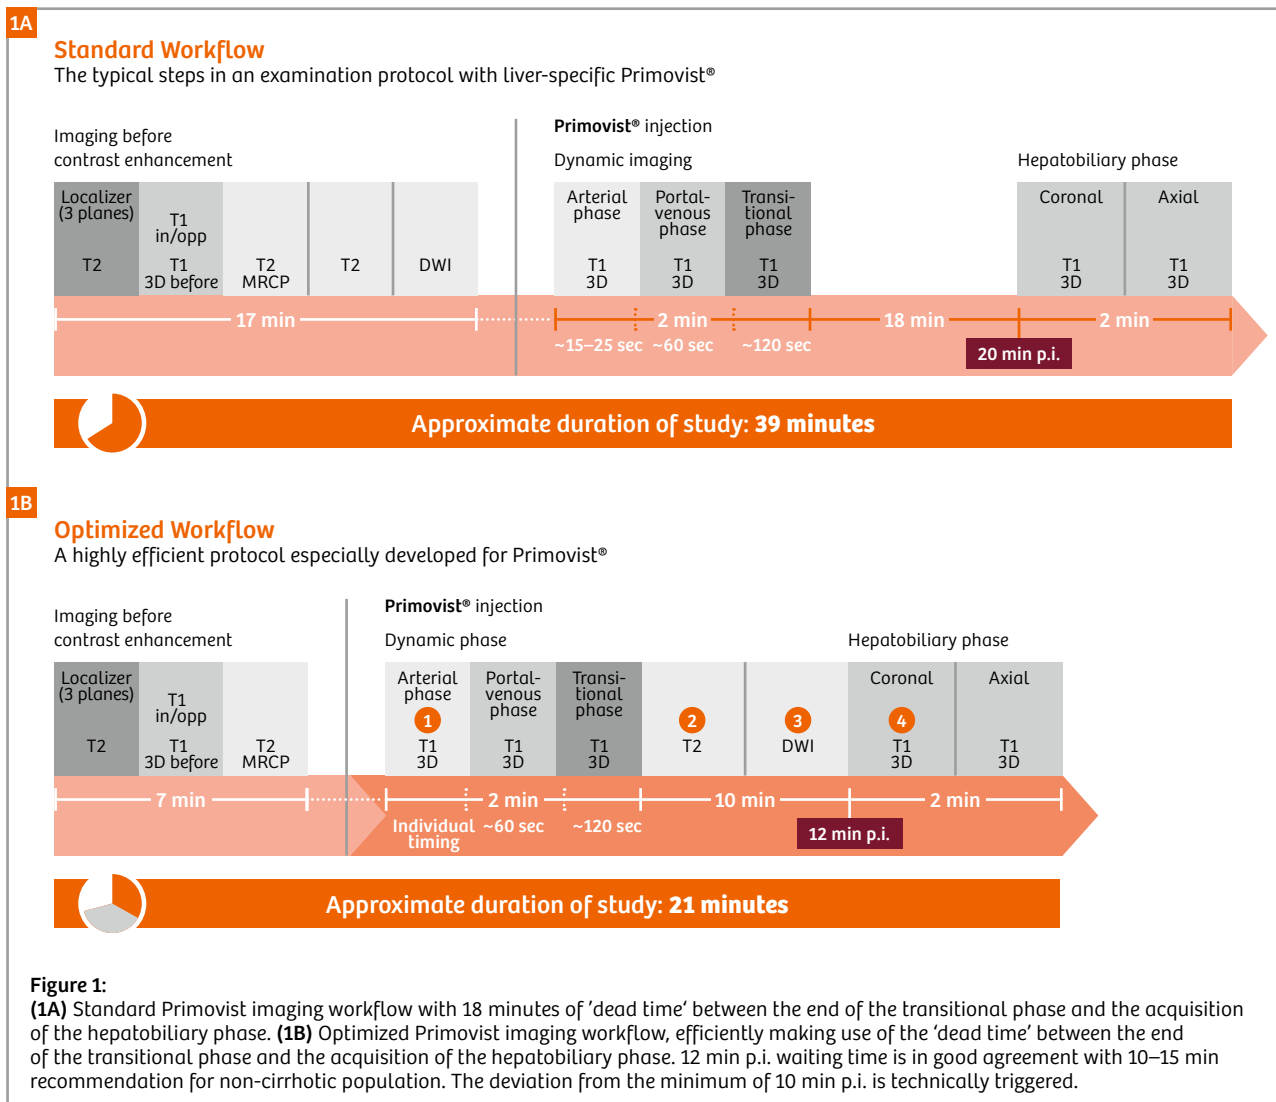 1A
Standard Workflow
The typical steps in an examination protocol with liver-specific Primovist®
Imaging before
contrast enhancement
Primovist® injection
Dynamic imaging
Hepatobiliary phase
Localizer
(3 planes)
T2
T1
in/opp
T1
3D before
T2
MRCP
T2
DWI
Arterial
phase
T1
3D
Portal-
venous
phase
T1
3D
Transi-
tional
phase
T1
3D
Coronal
T1
3D
Axial
T1
3D
17 min
2 min
18 min
2 min
~15–25 sec
~60 sec
~120 sec
20 min p.i.
Approximate duration of study: 39 minutes
1B
Optimized Workflow
A highly efficient protocol especially developed for Primovist®
Imaging before
contrast enhancement
Primovist® injection
Dynamic phase
Hepatobiliary phase
Localizer
(3 planes)
T2
T1
in/opp
T1
3D before
T2
MRCP
Arterial
phase
1
T1
3D
Portal-
venous
phase
T1
3D
Transi-
tional
phase
T1
3D
2
T2
3
DWI
Coronal
4
T1
3D
Axial
T1
3D
7 min
2 min
10 min
2 min
Individual
timing
~60 sec
~120 sec
12 min p.i.
Approximate duration of study: 21 minutes
Figure 1:
(1A) Standard Primovist imaging workflow with 18 minutes of ’dead time‘ between the end of the transitional phase and the acquisition
of the hepatobiliary phase. (1B) Optimized Primovist imaging workflow, efficiently making use of the ‘dead time’ between the end
of the transitional phase and the acquisition of the hepatobiliary phase. 12 min p.i. waiting time is in good agreement with 10–15 min
recommendation for non-cirrhotic population. The deviation from the minimum of 10 min p.i. is technically triggered.